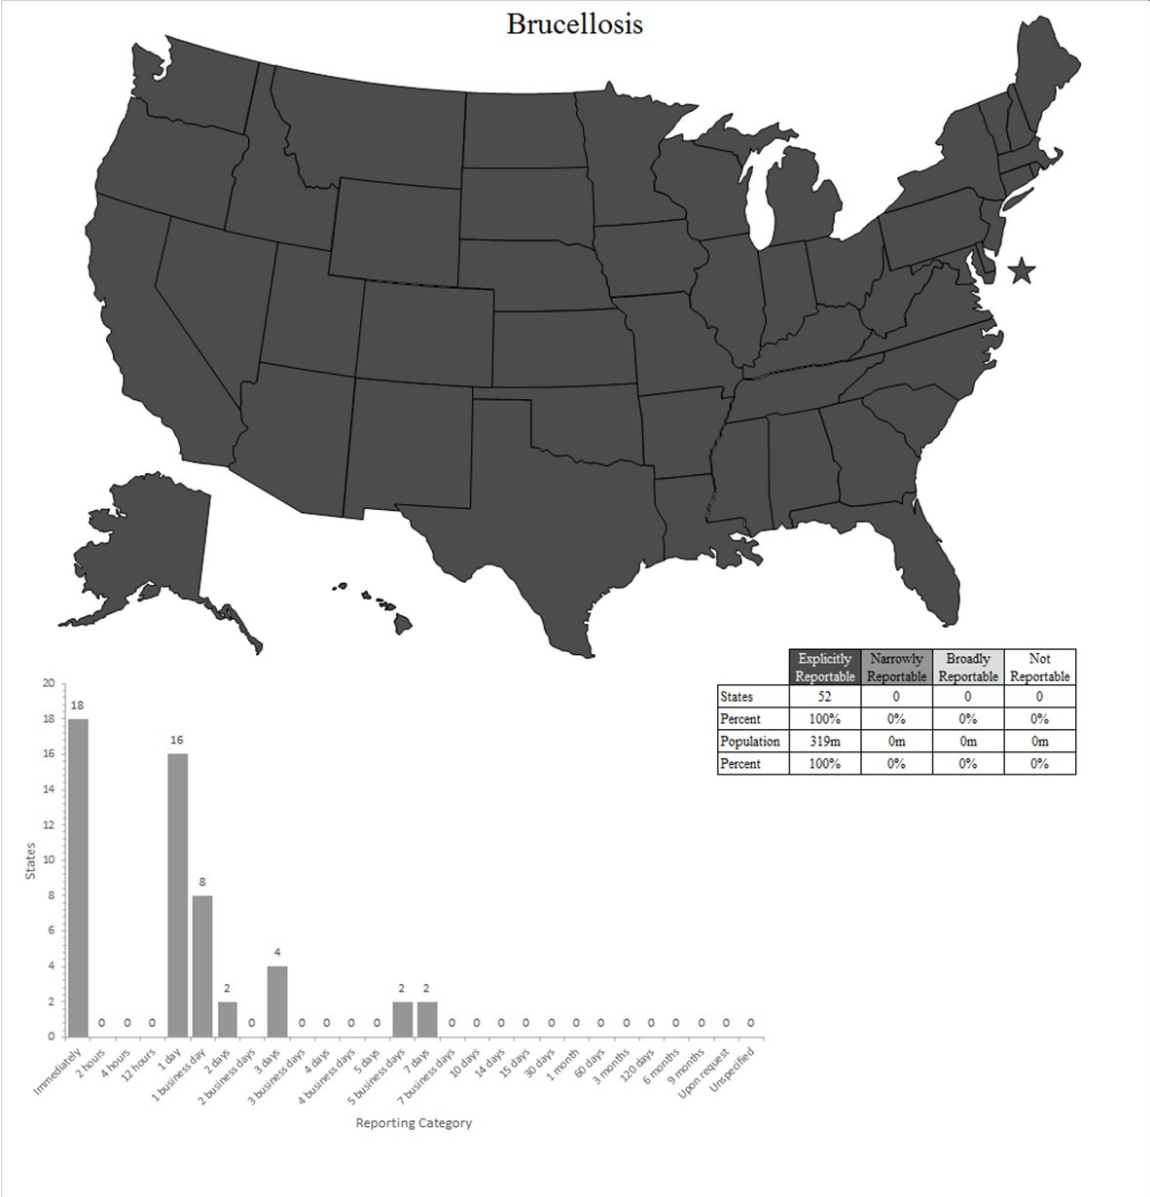 Brucellosis
Explicitly Reportable Narrowly Reportable Broadly Reportable Not Reportable
States 52 0 0 0
Percent 100% 0% 0% 0%
Population 319m 0m 0m 0m
Percent 100% 0% 0% 0%
20
18
16
14
12
10
8
6
4
2
0
States
18 0 0 0 16 8 2 0 4 0 0 0 0 2 2 0 0 0 0 0 0 0 0 0 0 0 0 0
Immediately
2 hours
4 hours
12 hours
1 day
1 business day
2 days
2 business days
3 days
3 business days
4 days
4 business days
5 days
5 business days
7 days
7 business days
10 days
14 days
15 days
30 days
1 month
60 days
3 months
120 days
6 months
9 months
Upon request
Unspecified
Reporting Category